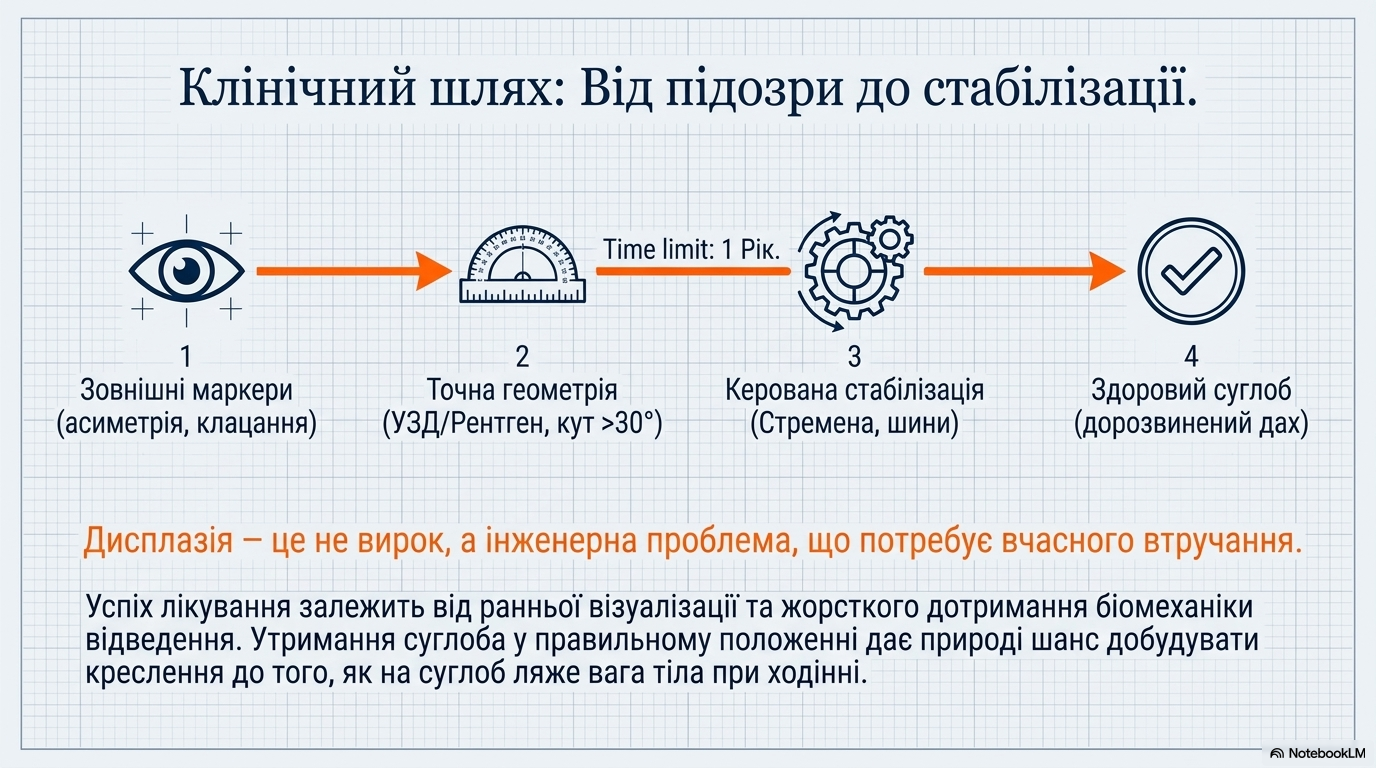 Клінічний шлях: Від підозри до стабілізації.
Time limit: 1 Рік.
1
Зовнішні маркери
(асиметрія, клацання)
2
Точна геометрія
(УЗД/Рентген, кут >30°)
3
Керована стабілізація
(Стремена, шини)
4
Здоровий суглоб
(дорозвинений дах)
Дисплазія — це не вирок, а інженерна проблема, що потребує вчасного втручання.
Успіх лікування залежить від ранньої візуалізації та жорсткого дотримання біомеханіки
відведення. Утримання суглоба у правильному положенні дає природі шанс добудувати
креслення до того, як на суглоб ляже вага тіла при ходінні.
NotebookLM